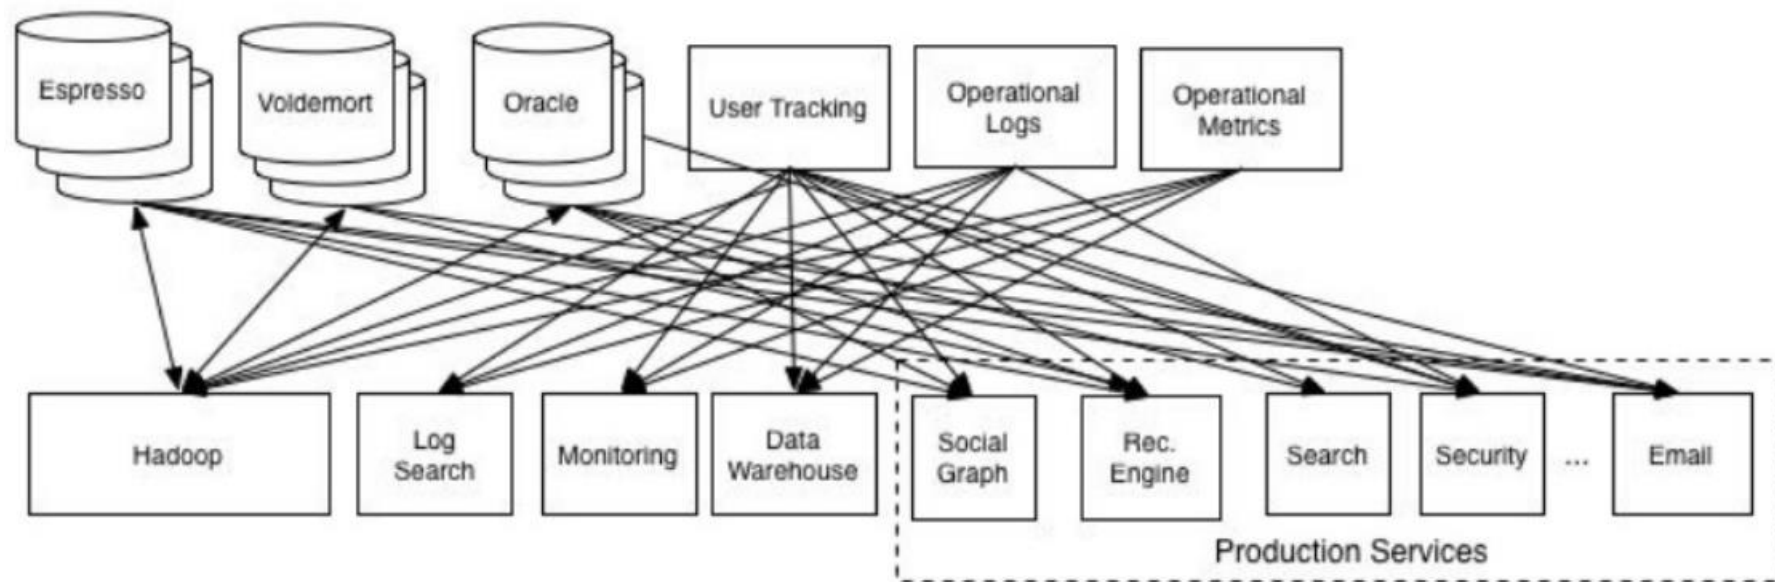 Espresso
Voldemort
Oracle
User Tracking
Operational
Logs
Operational
Metrics
Hadoop
Log
Search
Monitoring
Data
Warehouse
Social
Graph
Rec.
Engine
Search
Security
...
Email
Production Services